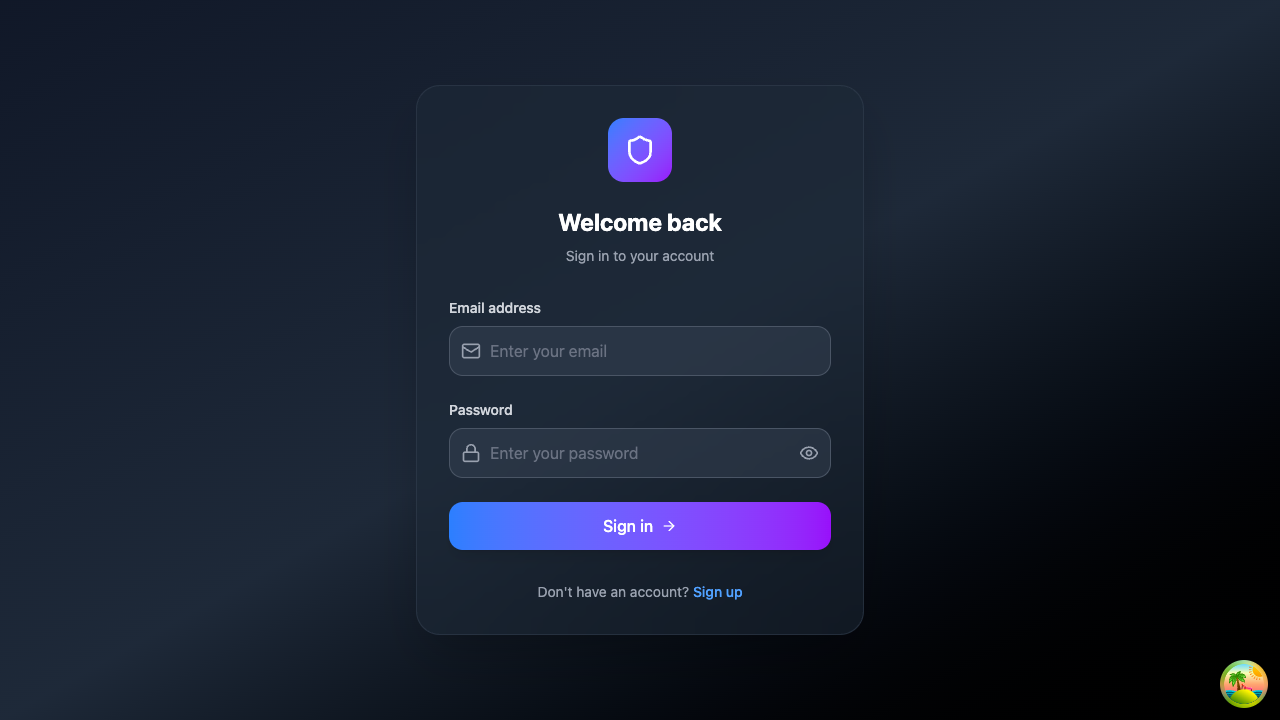 Welcome back
Sign in to your account
Email address
Enter your email
Password
Enter your password
Sign in →
Don't have an account? Sign up